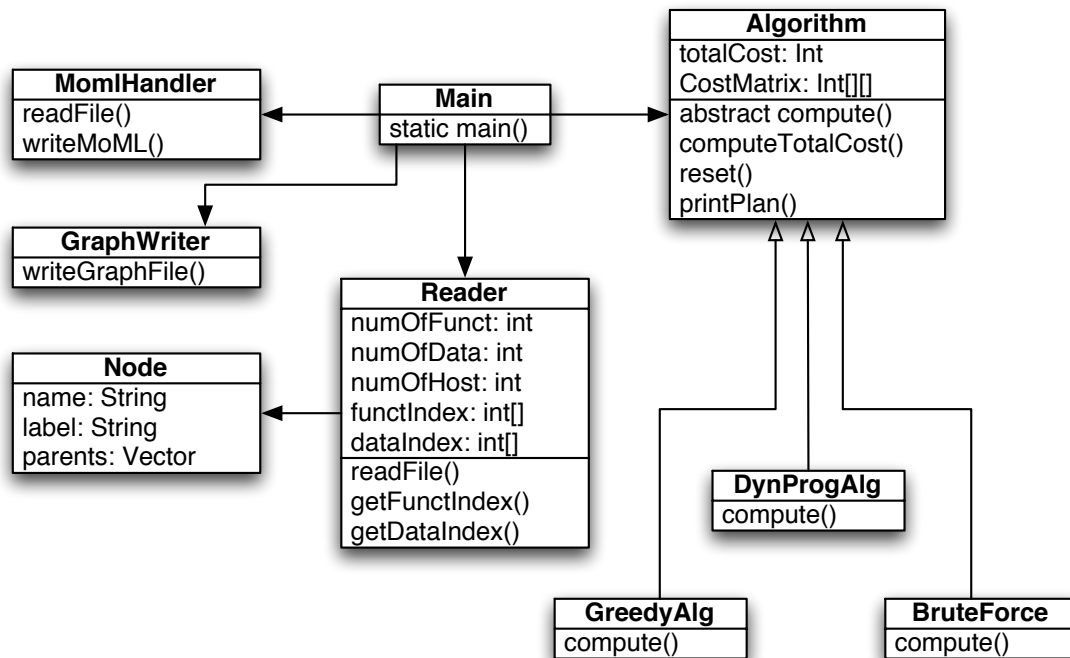 Algorithm
totalCost: Int
CostMatrix: Int[][]
abstract compute()
computeTotalCost()
reset()
printPlan()
MomlHandler
readFile()
writeMoML()
Main
static main()
GraphWriter
writeGraphFile()
Reader
numOfFunct: int
numOfData: int
numOfHost: int
functIndex: int[]
dataIndex: int[]
readFile()
getFunctIndex()
getDataIndex()
Node
name: String
label: String
parents: Vector
DynProgAlg
compute()
GreedyAlg
compute()
BruteForce
compute()